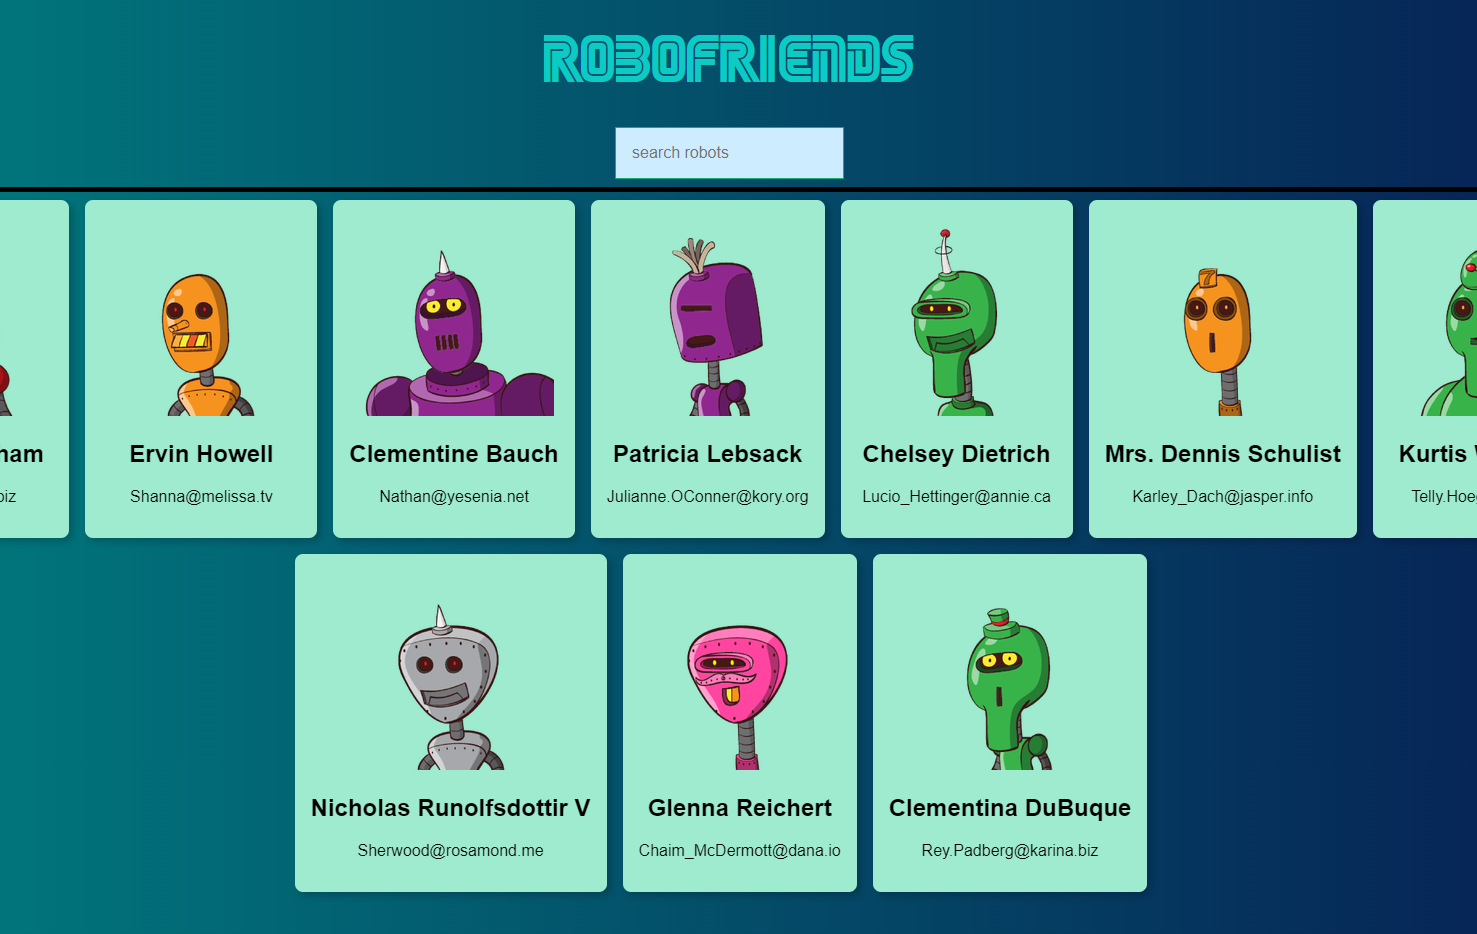 ROBOFRIENDS
search robots
7
ham
Ervin Howell
Clementine Bauch
Patricia Lebsack
Chelsey Dietrich
Mrs. Dennis Schulist
Kurtis
biz
Shanna@melissa.tv
Nathan@yesenia.net
Julianne.OConner@kory.org
Lucio_Hettinger@annie.ca
Karley_Dach@jasper.info
Telly.Hoe
Nicholas Runolfsdottir V
Glenna Reichert
Clementina DuBuque
Sherwood@rosamond.me
Chaim_McDermott@dana.io
Rey.Padberg@karina.biz